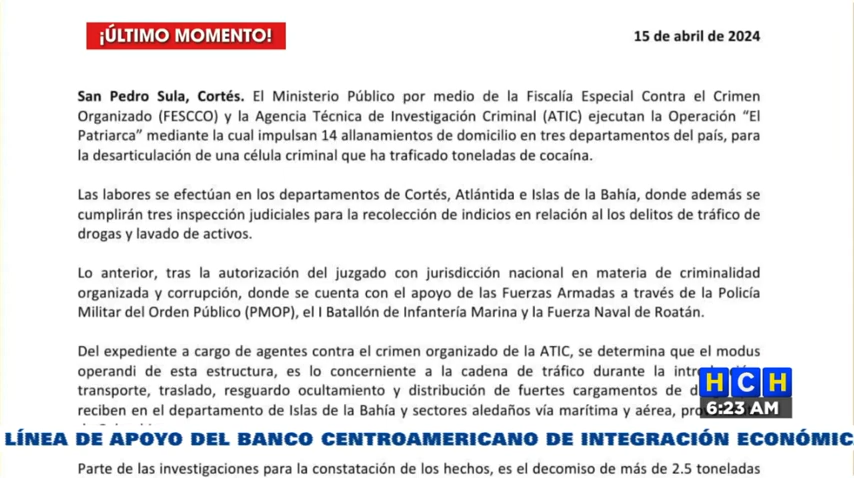 ¡ÚLTIMO MOMENTO!
15 de abril de 2024
San Pedro Sula, Cortés. El Ministerio Público por medio de la Fiscalía Especial Contra el Crimen
Organizado (FESCCO) y la Agencia Técnica de Investigación Criminal (ATIC) ejecutan la Operación “El
Patriarca” mediante la cual impulsan 14 allanamientos de domicilio en tres departamentos del país, para
la desarticulación de una célula criminal que ha traficado toneladas de cocaína.
Las labores se efectúan en los departamentos de Cortés, Atlántida e Islas de la Bahía, donde además se
cumplirán tres inspección judiciales para la recolección de indicios en relación al los delitos de tráfico de
drogas y lavado de activos.
Lo anterior, tras la autorización del juzgado con jurisdicción nacional en materia de criminalidad
organizada y corrupción, donde se cuenta con el apoyo de las Fuerzas Armadas a través de la Policía
Militar del Orden Público (PMOP), el I Batallón de Infantería Marina y la Fuerza Naval de Roatán.
Del expediente a cargo de agentes contra el crimen organizado de la ATIC, se determina que el modus
operandi de esta estructura, es lo concerniente a la cadena de tráfico durante la
transporte, traslado, resguardo ocultamiento y distribución de fuertes cargamentos de
reciben en el departamento de Islas de la Bahía y sectores aledaños vía marítima y aérea,
HCH
6:23 AM
LÍNEA DE APOYO DEL BANCO CENTROAMERICANO DE INTEGRACIÓN ECONÓMIC
Parte de las investigaciones para la constatación de los hechos, es el decomiso de más de 2.5 toneladas